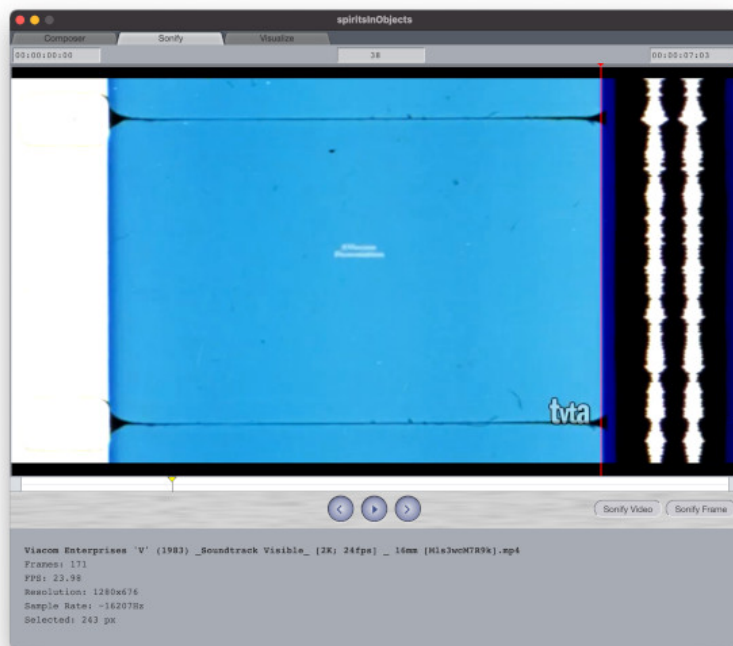 spiritsInObjects
Composer Sonify Visualize
00:00:00:00 38 00:00:07:03
tvta
Sonify Video Sonify Frame
Viacom Enterprises 'V' (1983) _Soundtrack Visible_ [2K; 24fps] _ 16mm [M1s3wcM7R9k].mp4
Frames: 171
FPS: 23.98
Resolution: 1280x676
Sample Rate: ~16207Hz
Selected: 243 px